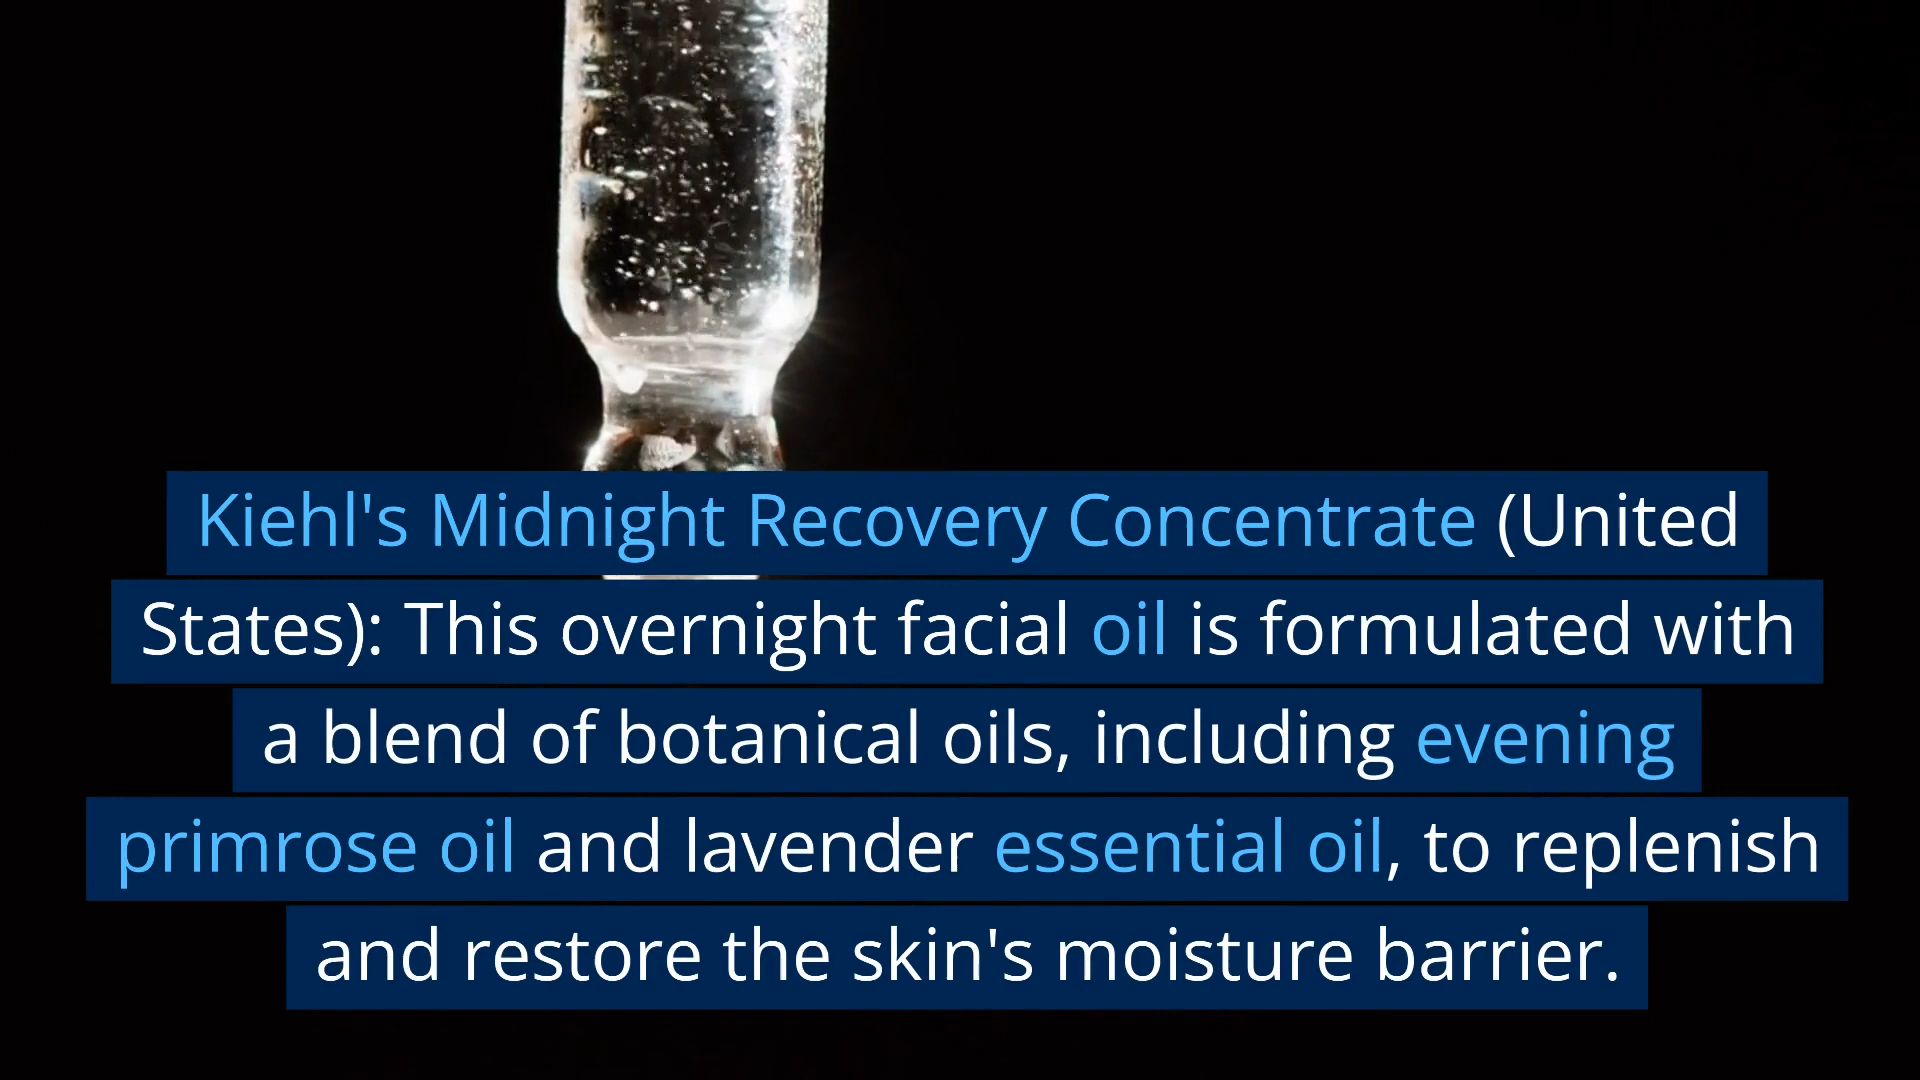 Kiehl's Midnight Recovery Concentrate (United
States): This overnight facial oil is formulated with
a blend of botanical oils, including evening
primrose oil and lavender essential oil, to replenish
and restore the skin's moisture barrier.